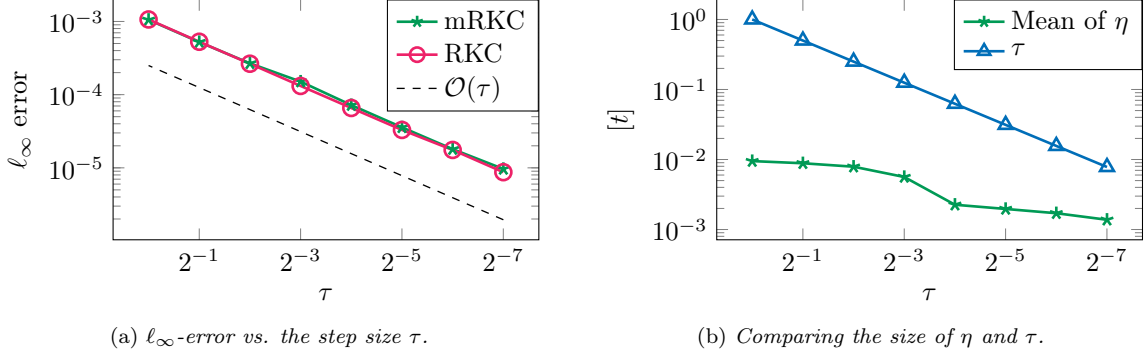 10^{-3}
10^{-4}
10^{-5}
ℓ_∞ error
mRKC
RKC
𝒪(τ)
2^{-1}
2^{-3}
2^{-5}
2^{-7}
τ
(a) ℓ_∞-error vs. the step size τ.
10^0
10^{-1}
10^{-2}
10^{-3}
[t]
Mean of η
τ
2^{-1}
2^{-3}
2^{-5}
2^{-7}
τ
(b) Comparing the size of η and τ.